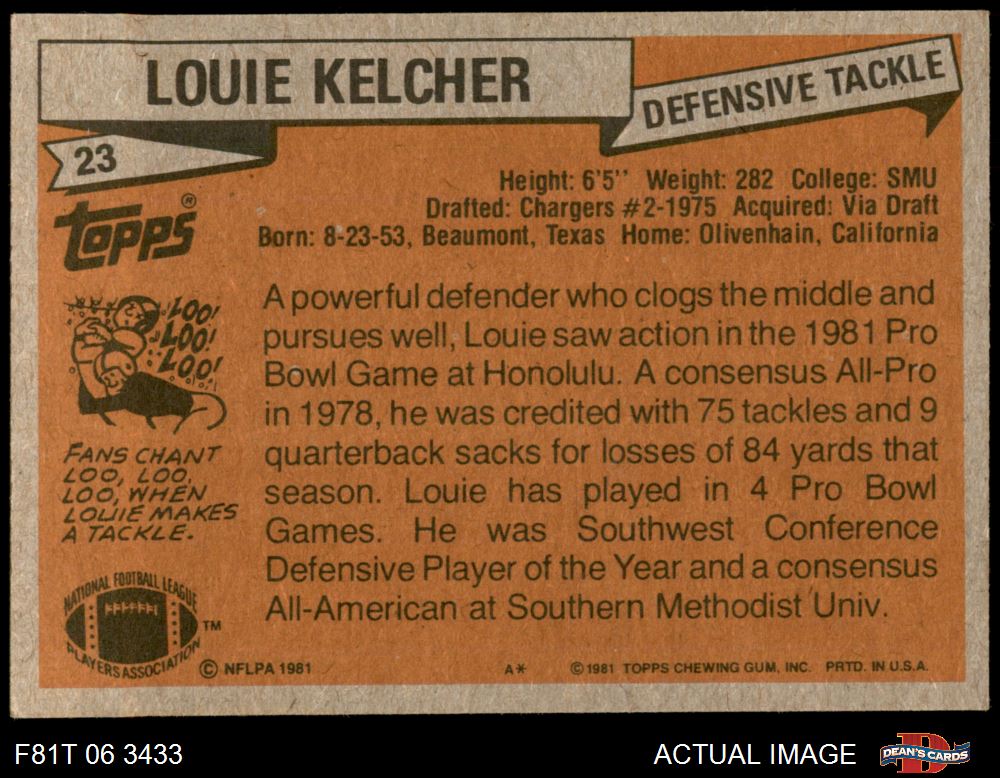 LOUIE KELCHER
DEFENSIVE TACKLE
23
TOPPS®
Height: 6'5'' Weight: 282 College: SMU
Drafted: Chargers #2-1975 Acquired: Via Draft
Born: 8-23-53, Beaumont, Texas Home: Olivenhain, California
LOO!
LOO!
LOO!
FANS CHANT
LOO, LOO,
LOO, WHEN
LOUIE MAKES
A TACKLE.
A powerful defender who clogs the middle and
pursues well, Louie saw action in the 1981 Pro
Bowl Game at Honolulu. A consensus All-Pro
in 1978, he was credited with 75 tackles and 9
quarterback sacks for losses of 84 yards that
season. Louie has played in 4 Pro Bowl
Games. He was Southwest Conference
Defensive Player of the Year and a consensus
All-American at Southern Methodist Univ.
NATIONAL FOOTBALL LEAGUE
PLAYERS ASSOCIATION
TM
© NFLPA 1981
A*
© 1981 TOPPS CHEWING GUM, INC. PRTD. IN U.S.A.
F81T 06 3433
ACTUAL IMAGE
DEAN'S CARDS